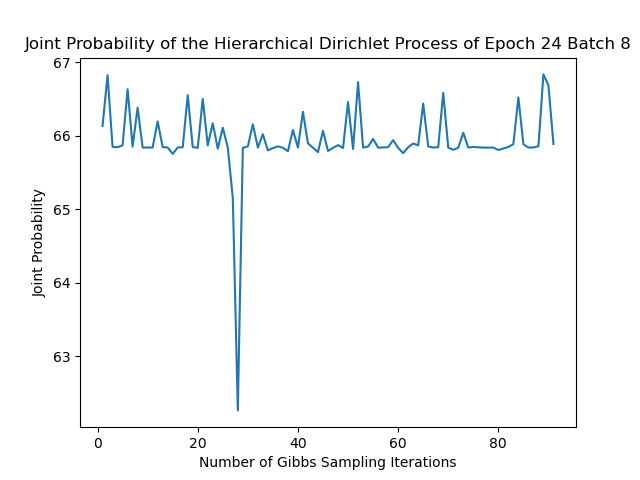 Joint Probability of the Hierarchical Dirichlet Process of Epoch 24 Batch 8
67
66
65
64
63
Joint Probability
0 20 40 60 80
Number of Gibbs Sampling Iterations